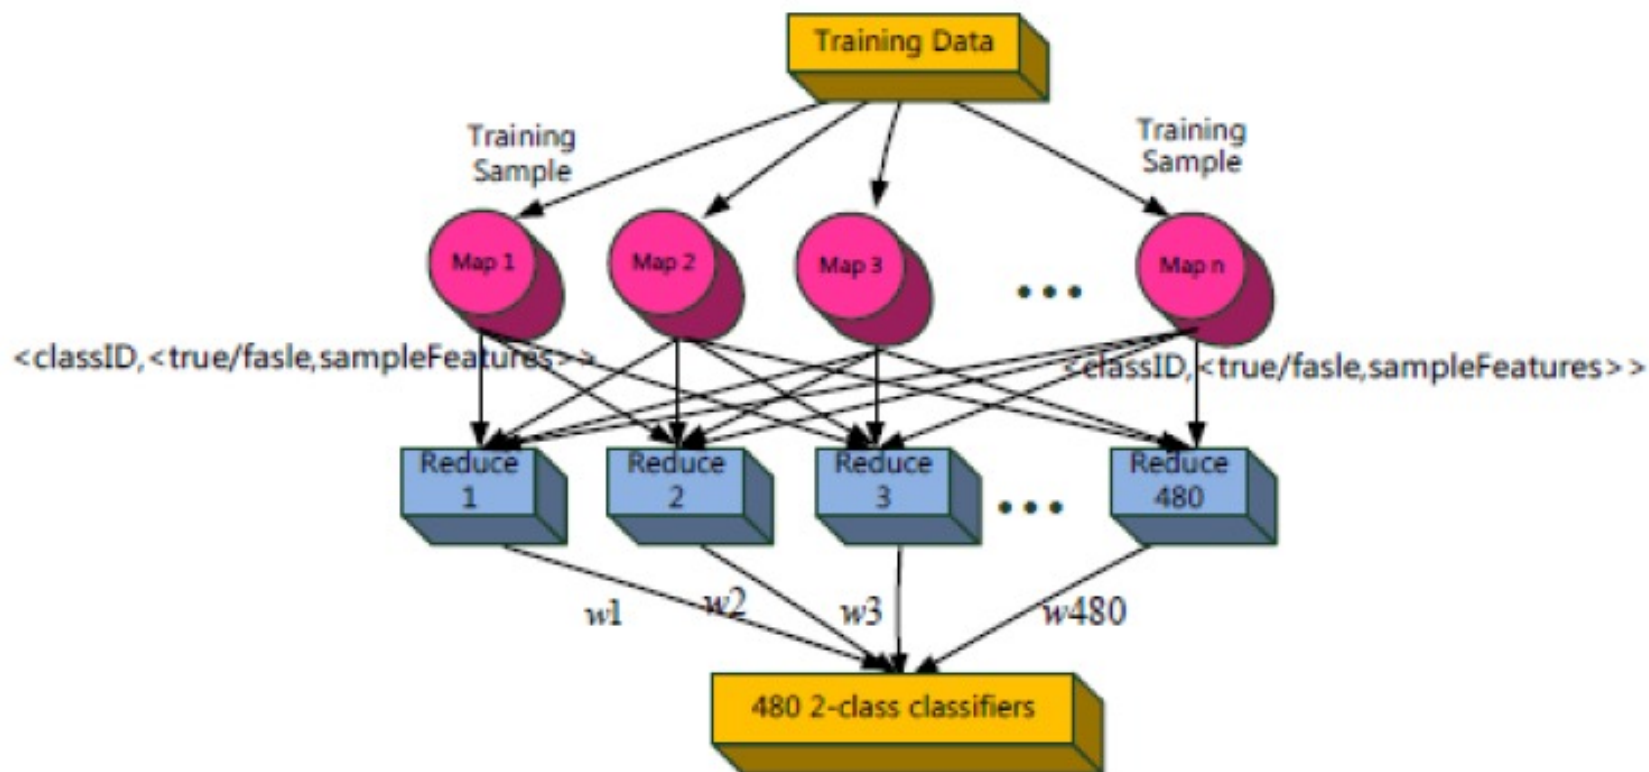 Training Data
Training
Sample
Training
Sample
Map 1
Map 2
Map 3
Map n
<classID,<true/fasle,sampleFeatures>>
<classID,<true/fasle,sampleFeatures>>
Reduce
1
Reduce
2
Reduce
3
Reduce
480
w1
w2
w3
w480
480 2-class classifiers